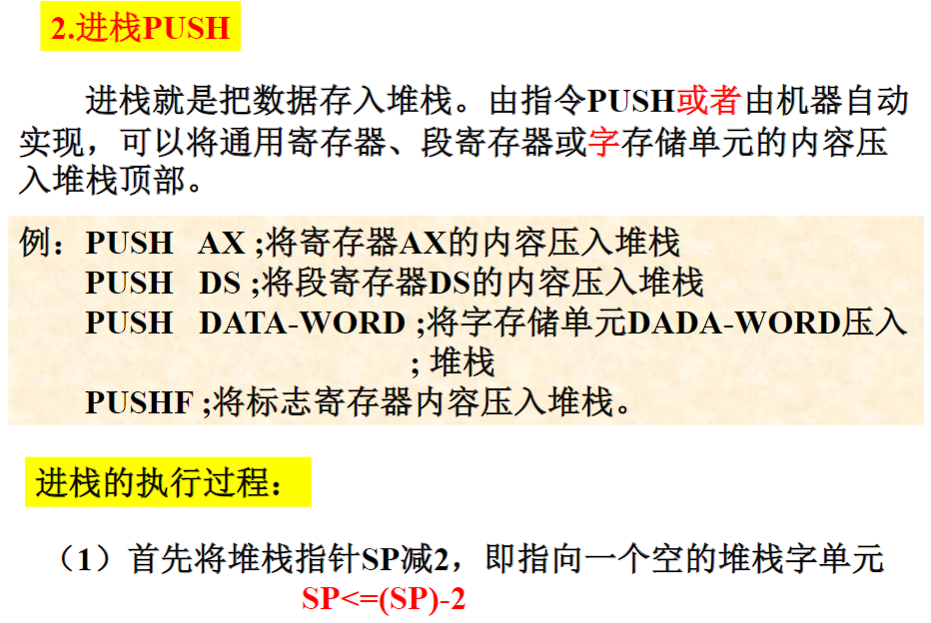 2.进栈PUSH
进栈就是把数据存入堆栈。由指令PUSH或者由机器自动
实现，可以将通用寄存器、段寄存器或字存储单元的内容压
入堆栈顶部。
例：PUSH AX ;将寄存器AX的内容压入堆栈
PUSH DS ;将段寄存器DS的内容压入堆栈
PUSH DATA-WORD ;将字存储单元DADA-WORD压入
; 堆栈
PUSHF ;将标志寄存器内容压入堆栈。
进栈的执行过程：
（1）首先将堆栈指针SP减2，即指向一个空的堆栈字单元
SP<=(SP)-2